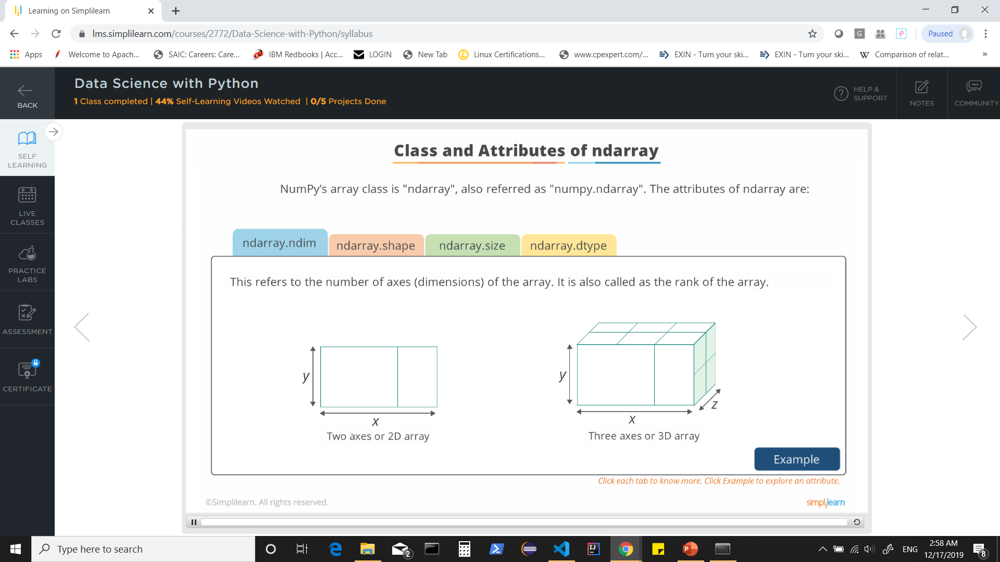 Learning on Simplilearn
lms.simplilearn.com/courses/2772/Data-Science-with-Python/syllabus
G
Paused
Apps
Welcome to Apach...
SAIC: Careers: Care...
IBM Redbooks | Acc...
LOGIN
New Tab
Linux Certifications...
www.cpexpert.com/...
EXIN - Turn your ski...
EXIN - Turn your ski...
W Comparison of relat...
»
BACK
Data Science with Python
1 Class completed | 44% Self-Learning Videos Watched | 0/5 Projects Done
HELP &
SUPPORT
NOTES
COMMUNITY
SELF
LEARNING
LIVE
CLASSES
PRACTICE
LABS
ASSESSMENT
CERTIFICATE
Class and Attributes of ndarray
NumPy’s array class is "ndarray", also referred as "numpy.ndarray". The attributes of ndarray are:
ndarray.ndim
ndarray.shape
ndarray.size
ndarray.dtype
This refers to the number of axes (dimensions) of the array. It is also called as the rank of the array.
y
x
Two axes or 2D array
y
x
z
Three axes or 3D array
Example
Click each tab to know more. Click Example to explore an attribute.
©Simplilearn. All rights reserved.
simplilearn
Type here to search
2
IJ
P
ENG
2:58 AM
12/17/2019
8